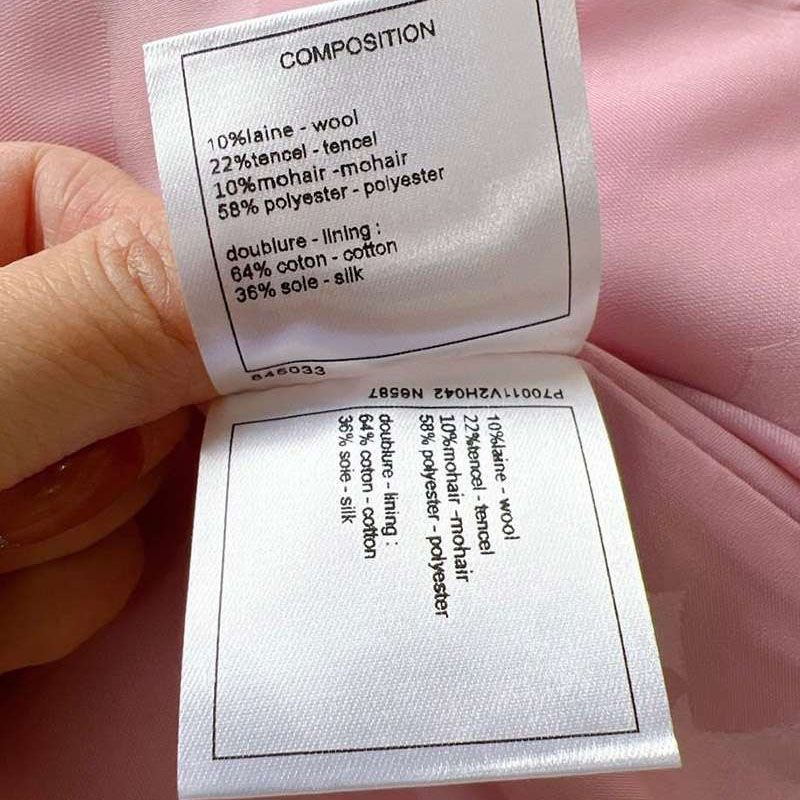 COMPOSITION
10%laine - wool
22%tencel - tencel
10%mohair -mohair
58% polyester - polyester
doublure - lining :
64% coton - cotton
36% soie - silk
646033
P70011V2H042 N6587
10%laine - wool
22%tencel - tencel
10%mohair -mohair
58% polyester - polyester
doublure - lining :
64% coton - cotton
36% soie - silk